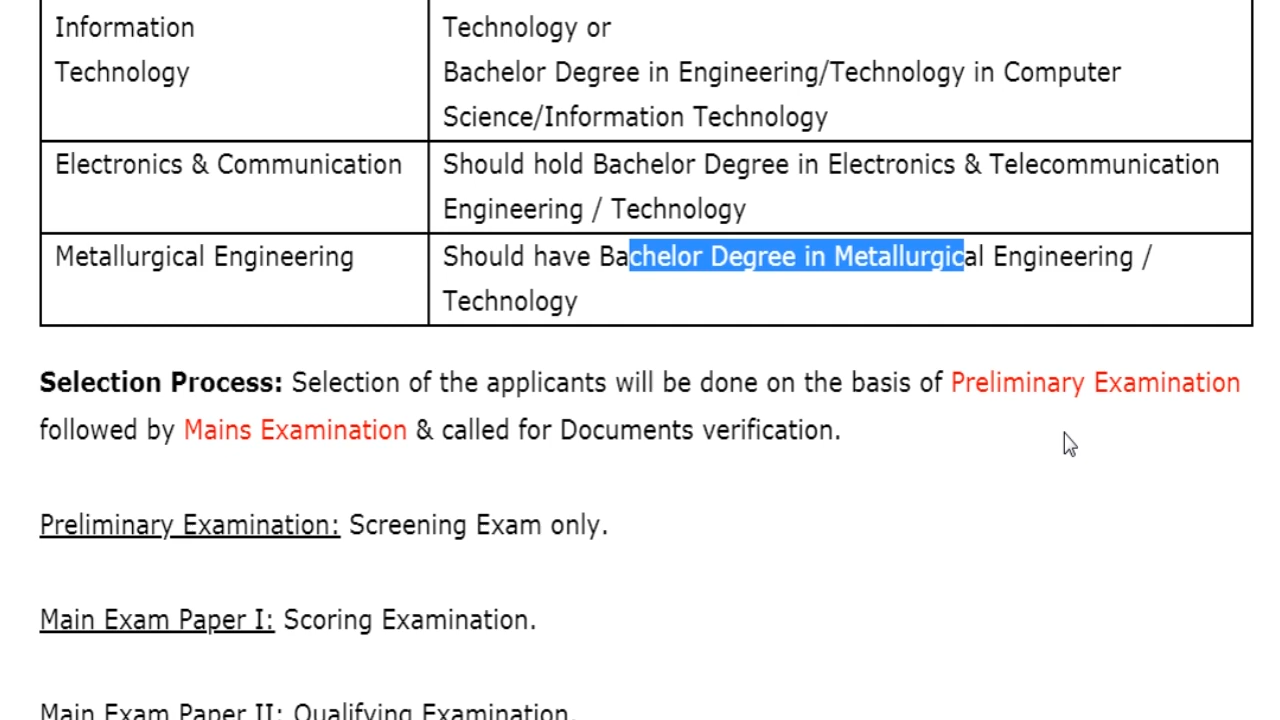 Information
Technology
Technology or
Bachelor Degree in Engineering/Technology in Computer
Science/Information Technology
Electronics & Communication
Should hold Bachelor Degree in Electronics & Telecommunication
Engineering / Technology
Metallurgical Engineering
Should have Bachelor Degree in Metallurgical Engineering /
Technology
Selection Process: Selection of the applicants will be done on the basis of Preliminary Examination
followed by Mains Examination & called for Documents verification.
Preliminary Examination: Screening Exam only.
Main Exam Paper I: Scoring Examination.
Main Exam Paper II: Qualifying Examination.